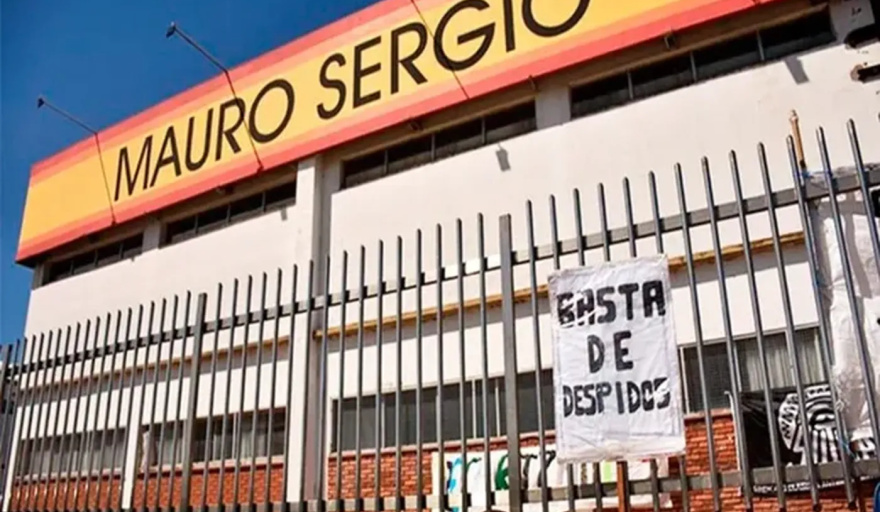 MAURO SERGIO
BASTA
DE
DESPIDOS